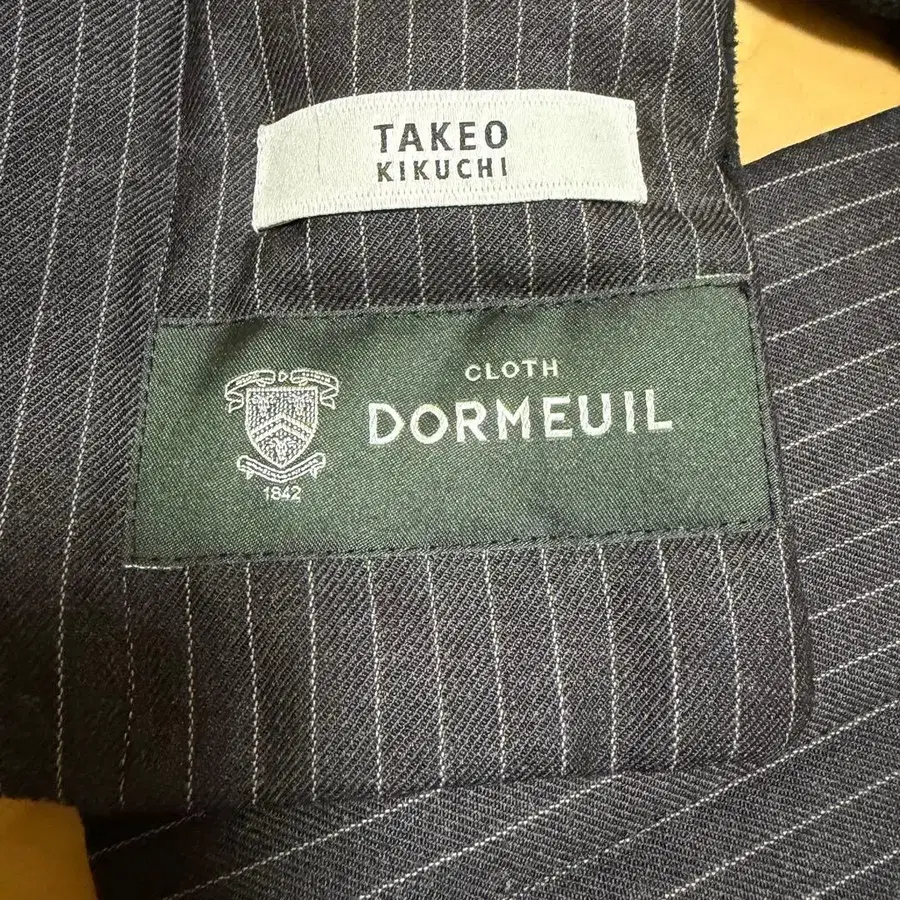 TAKEO
KIKUCHI
CLOTH
DORMEUIL
D
1842